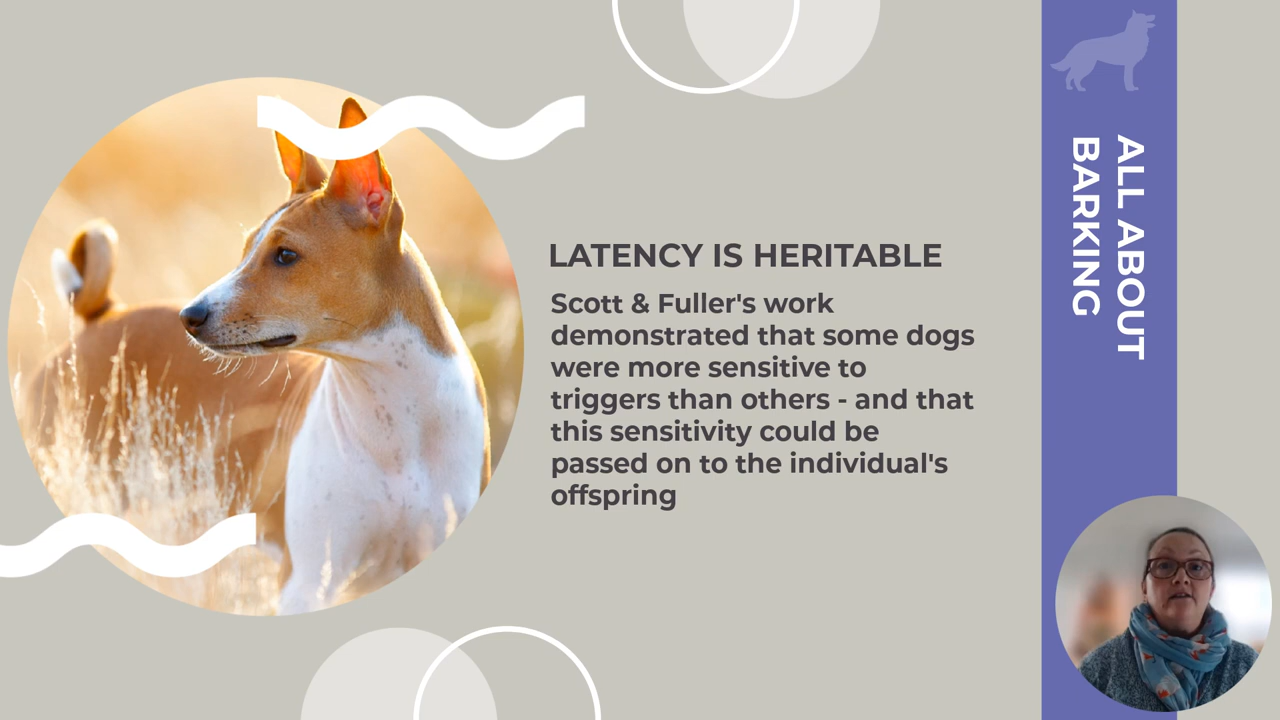 LATENCY IS HERITABLE
Scott & Fuller's work
demonstrated that some dogs
were more sensitive to
triggers than others - and that
this sensitivity could be
passed on to the individual's
offspring
ALL ABOUT
BARKING